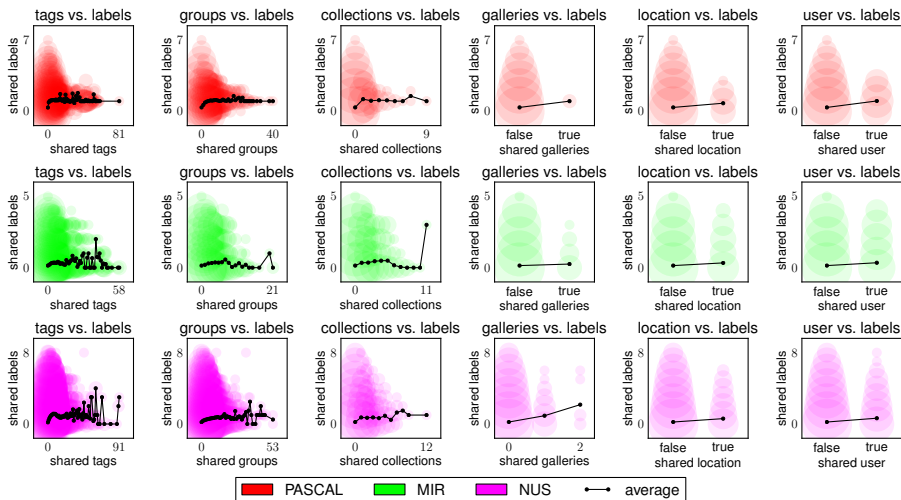 tags vs. labels groups vs. labels collections vs. labels galleries vs. labels location vs. labels user vs. labels
shared labels shared labels shared labels shared labels shared labels shared labels
7 7 7 7 7 7
0 0 0 0 0 0
0 81 0 40 0 9 false true false true false true
shared tags shared groups shared collections shared galleries shared location shared user
tags vs. labels groups vs. labels collections vs. labels galleries vs. labels location vs. labels user vs. labels
shared labels shared labels shared labels shared labels shared labels shared labels
5 5 5 5 5 5
0 0 0 0 0 0
0 58 0 21 0 11 false true false true false true
shared tags shared groups shared collections shared galleries shared location shared user
tags vs. labels groups vs. labels collections vs. labels galleries vs. labels location vs. labels user vs. labels
shared labels shared labels shared labels shared labels shared labels shared labels
8 8 8 8 8 8
0 0 0 0 0 0
0 91 0 53 0 12 0 2 false true false true
shared tags shared groups shared collections shared galleries shared location shared user
PASCAL MIR NUS average